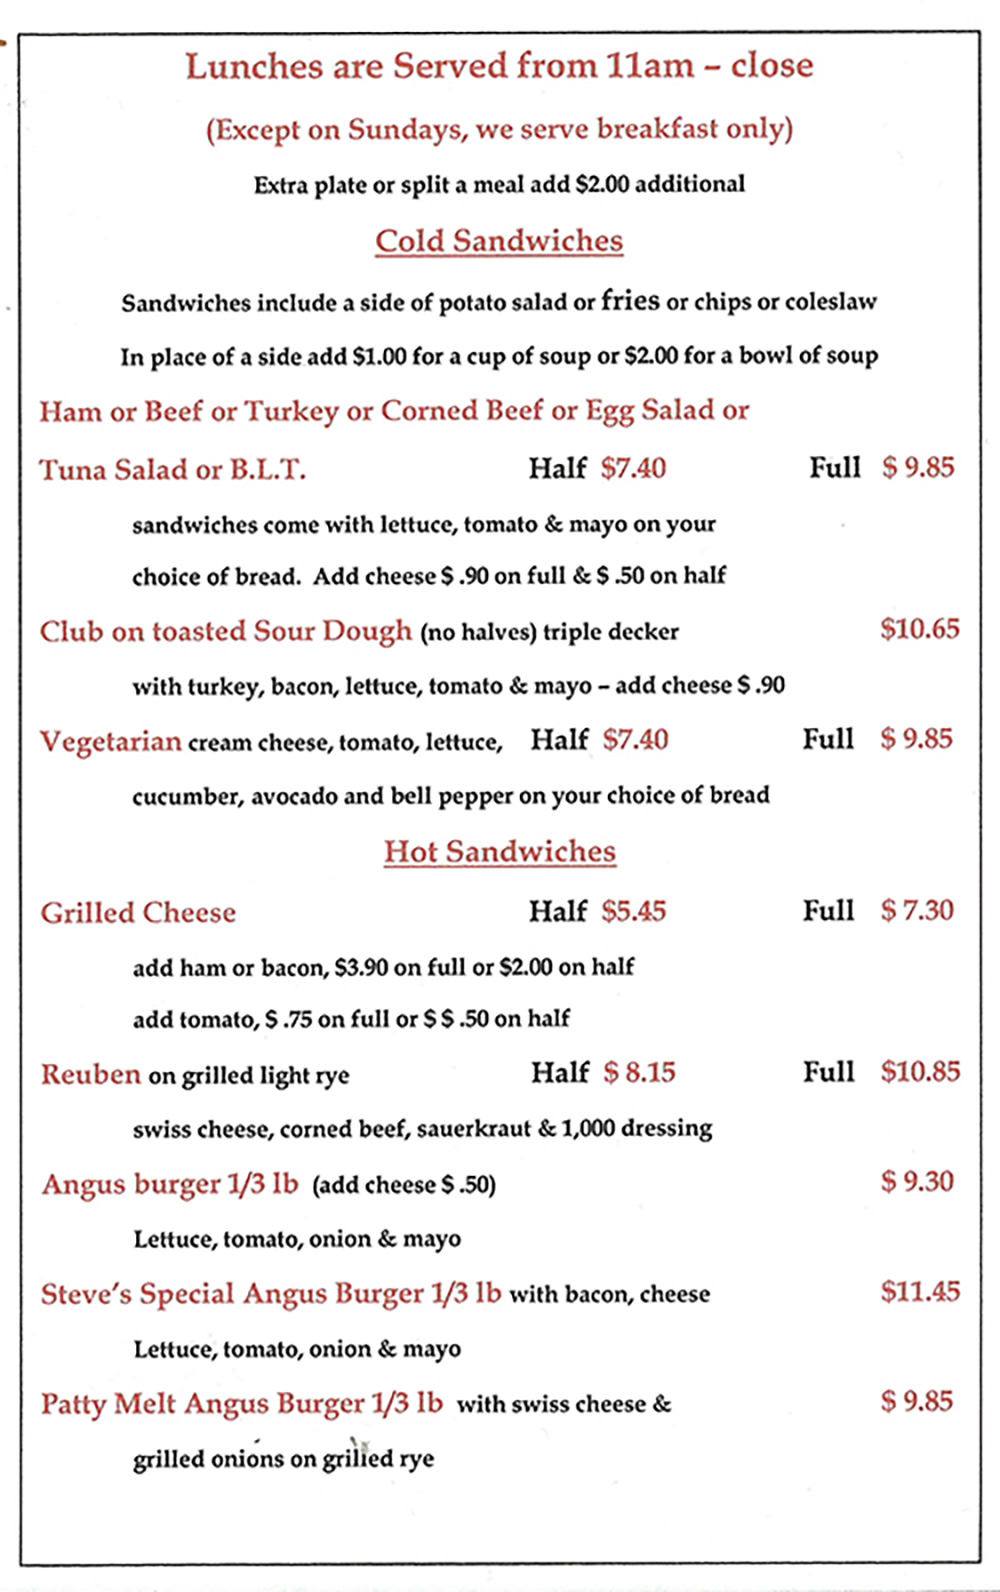 Lunches are Served from 11am – close
(Except on Sundays, we serve breakfast only)
Extra plate or split a meal add $2.00 additional
Cold Sandwiches
Sandwiches include a side of potato salad or fries or chips or coleslaw
In place of a side add $1.00 for a cup of soup or $2.00 for a bowl of soup
Ham or Beef or Turkey or Corned Beef or Egg Salad or
Tuna Salad or B.L.T. Half $7.40 Full $ 9.85
sandwiches come with lettuce, tomato & mayo on your
choice of bread. Add cheese $ .90 on full & $ .50 on half
Club on toasted Sour Dough (no halves) triple decker $10.65
with turkey, bacon, lettuce, tomato & mayo – add cheese $ .90
Vegetarian cream cheese, tomato, lettuce, Half $7.40 Full $ 9.85
cucumber, avocado and bell pepper on your choice of bread
Hot Sandwiches
Grilled Cheese Half $5.45 Full $ 7.30
add ham or bacon, $3.90 on full or $2.00 on half
add tomato, $ .75 on full or $ $ .50 on half
Reuben on grilled light rye Half $ 8.15 Full $10.85
swiss cheese, corned beef, sauerkraut & 1,000 dressing
Angus burger 1/3 lb (add cheese $ .50) $ 9.30
Lettuce, tomato, onion & mayo
Steve's Special Angus Burger 1/3 lb with bacon, cheese $11.45
Lettuce, tomato, onion & mayo
Patty Melt Angus Burger 1/3 lb with swiss cheese & $ 9.85
grilled onions on grilled rye